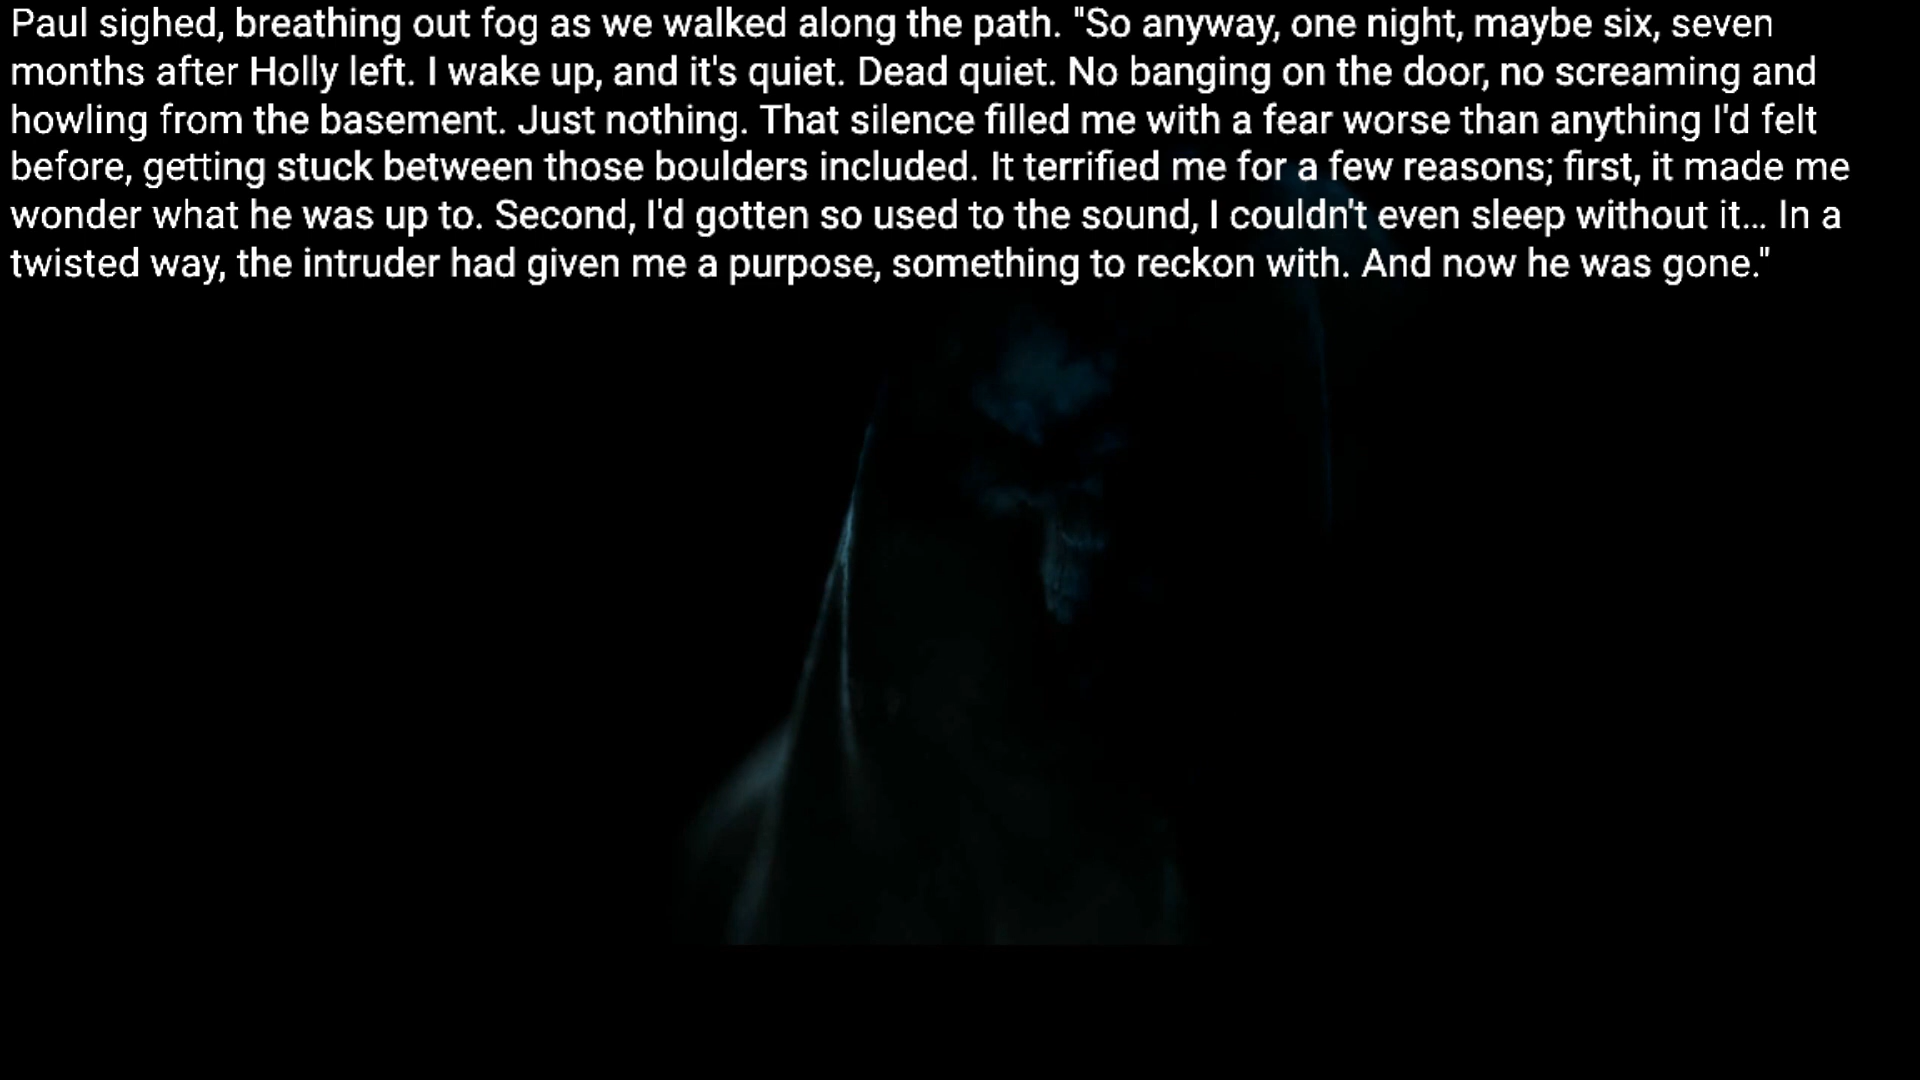 Paul sighed, breathing out fog as we walked along the path. "So anyway, one night, maybe six, seven
months after Holly left. I wake up, and it's quiet. Dead quiet. No banging on the door, no screaming and
howling from the basement. Just nothing. That silence filled me with a fear worse than anything I'd felt
before, getting stuck between those boulders included. It terrified me for a few reasons; first, it made me
wonder what he was up to. Second, I'd gotten so used to the sound, I couldn't even sleep without it... In a
twisted way, the intruder had given me a purpose, something to reckon with. And now he was gone."